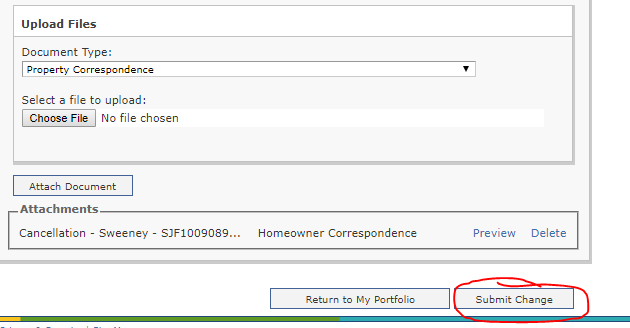 Upload Files
Document Type:
Property Correspondence
Select a file to upload:
Choose File No file chosen
Attach Document
Attachments
Cancellation - Sweeney - SJF1009089... Homeowner Correspondence Preview Delete
Return to My Portfolio Submit Change